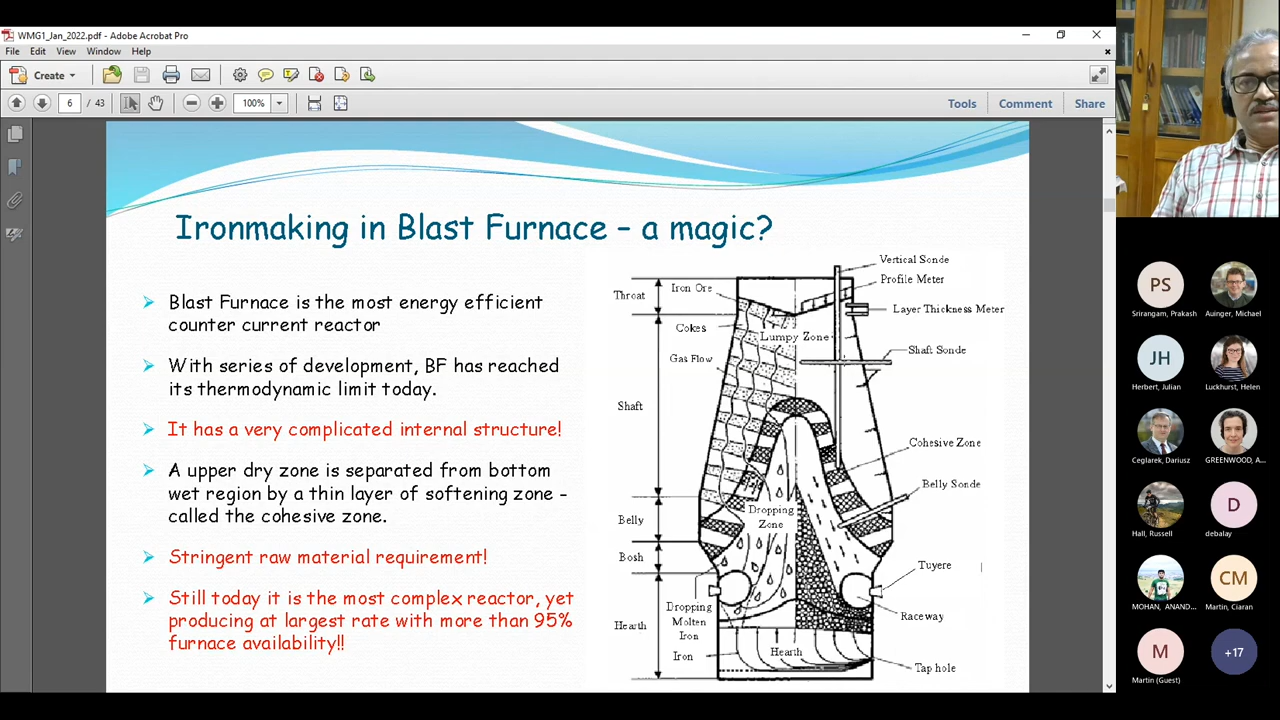 WMG1_Jan_2022.pdf - Adobe Acrobat Pro
File Edit View Window Help
Create
6 / 43
100%
Tools Comment Share
Ironmaking in Blast Furnace – a magic?
Blast Furnace is the most energy efficient
counter current reactor
With series of development, BF has reached
its thermodynamic limit today.
It has a very complicated internal structure!
A upper dry zone is separated from bottom
wet region by a thin layer of softening zone –
called the cohesive zone.
Stringent raw material requirement!
Still today it is the most complex reactor, yet
producing at largest rate with more than 95%
furnace availability!!
Vertical Sonde
Profile Meter
Throat
Iron Ore
Layer Thickness Meter
Cokes
Lumpy Zone
Gas Flow
Shaft Sonde
Shaft
Cohesive Zone
Belly Sonde
Dropping
Zone
Belly
Bosh
Tuyere
Dropping
Molten
Iron
Raceway
Hearth
Iron
Hearth
Tap hole
PS
Srirangam, Prakash
Auinger, Michael
JH
Herbert, Julian
Luckhurst, Helen
Ceglarek, Dariusz
GREENWOOD, A...
Hall, Russell
D
debalay
MOHAN, ANAND...
CM
Martin, Ciaran
M
Martin (Guest)
+17